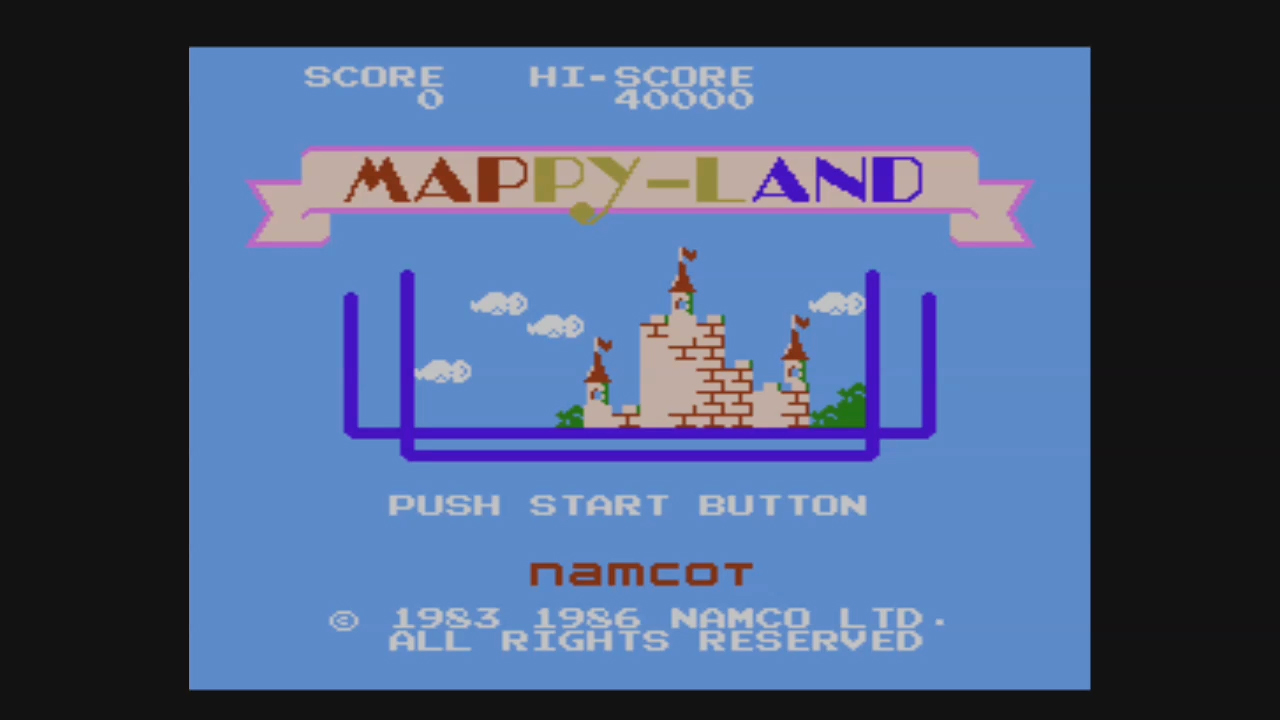 SCORE HI-SCORE
0 40000
MAPPY-LAND
PUSH START BUTTON
namcot
© 1983 1986 NAMCO LTD.
ALL RIGHTS RESERVED